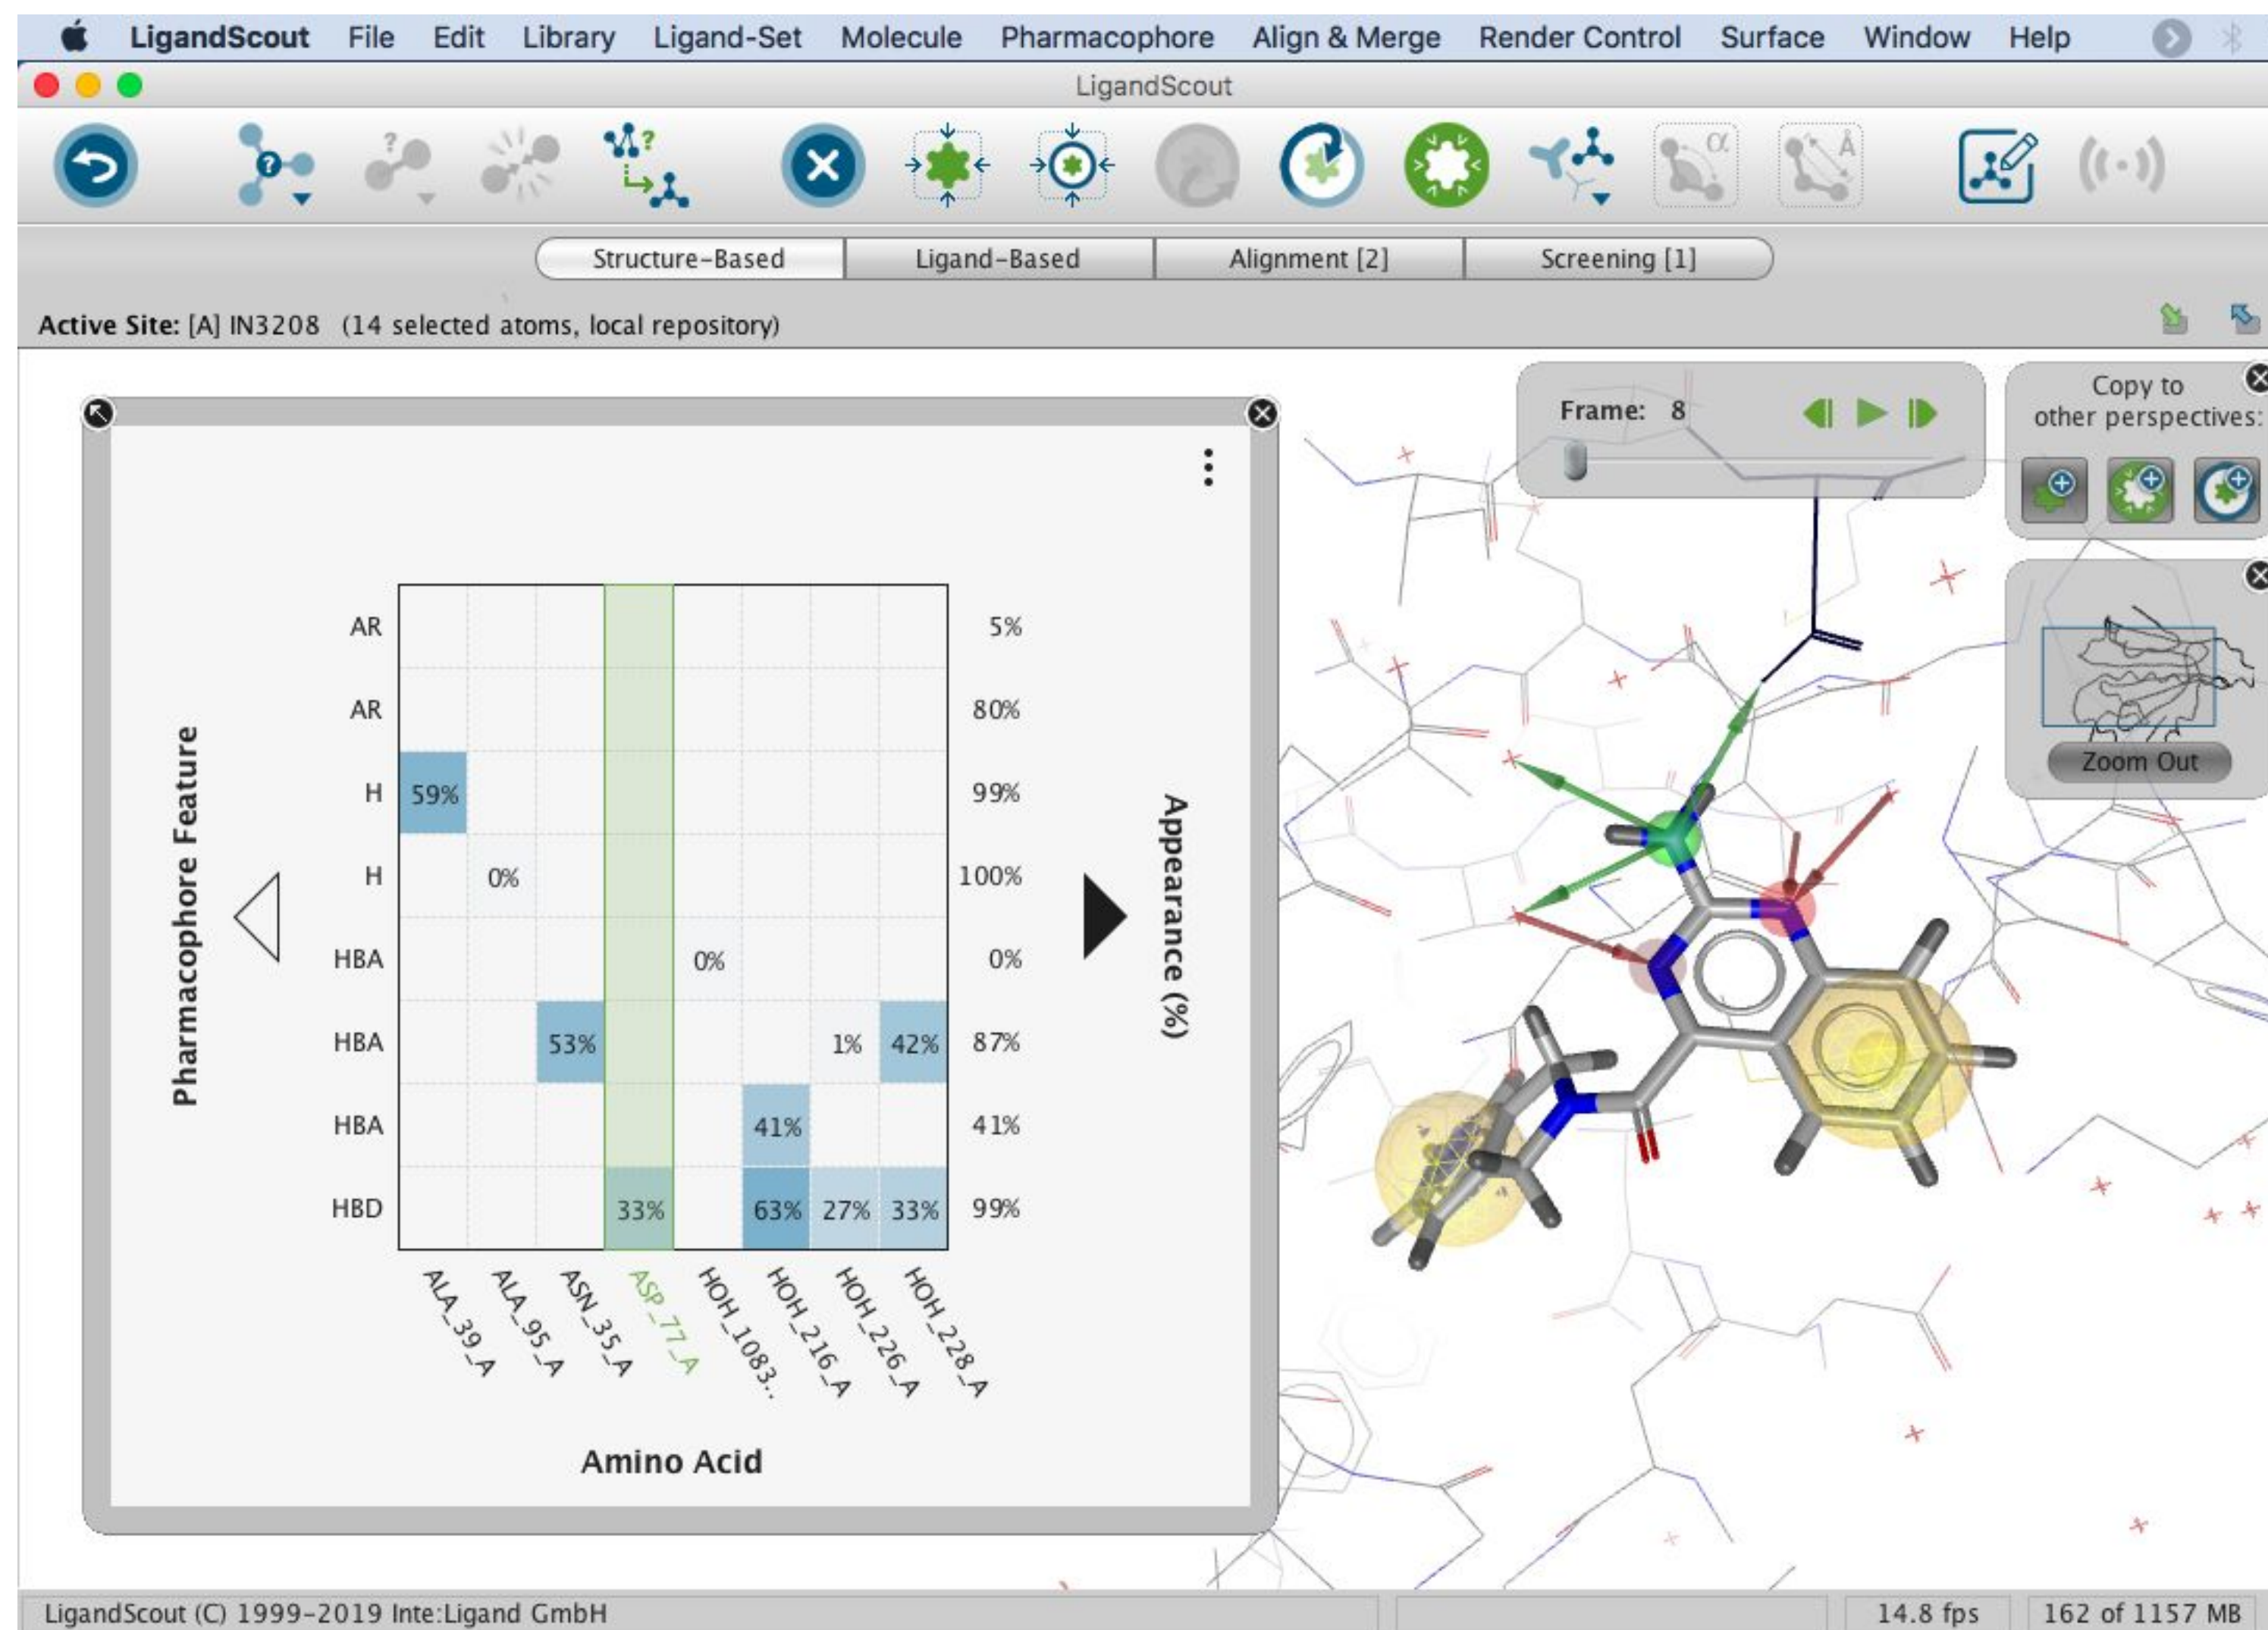 LigandScout File Edit Library Ligand-Set Molecule Pharmacophore Align & Merge Render Control Surface Window Help
LigandScout
? ? ? α Å
Structure-Based Ligand-Based Alignment [2] Screening [1]
Active Site: [A] IN3208 (14 selected atoms, local repository)
Frame: 8
Copy to
other perspectives:
Zoom Out
Pharmacophore Feature
Appearance (%)
AR 5%
AR 80%
H 59% 99%
H 0% 100%
HBA 0% 0%
HBA 53% 1% 42% 87%
HBA 41% 41%
HBD 33% 63% 27% 33% 99%
ALA_39_A ALA_95_A ASN_35_A ASP_77_A HOH_1083.. HOH_216_A HOH_226_A HOH_228_A
Amino Acid
LigandScout (C) 1999-2019 Inte:Ligand GmbH 14.8 fps 162 of 1157 MB